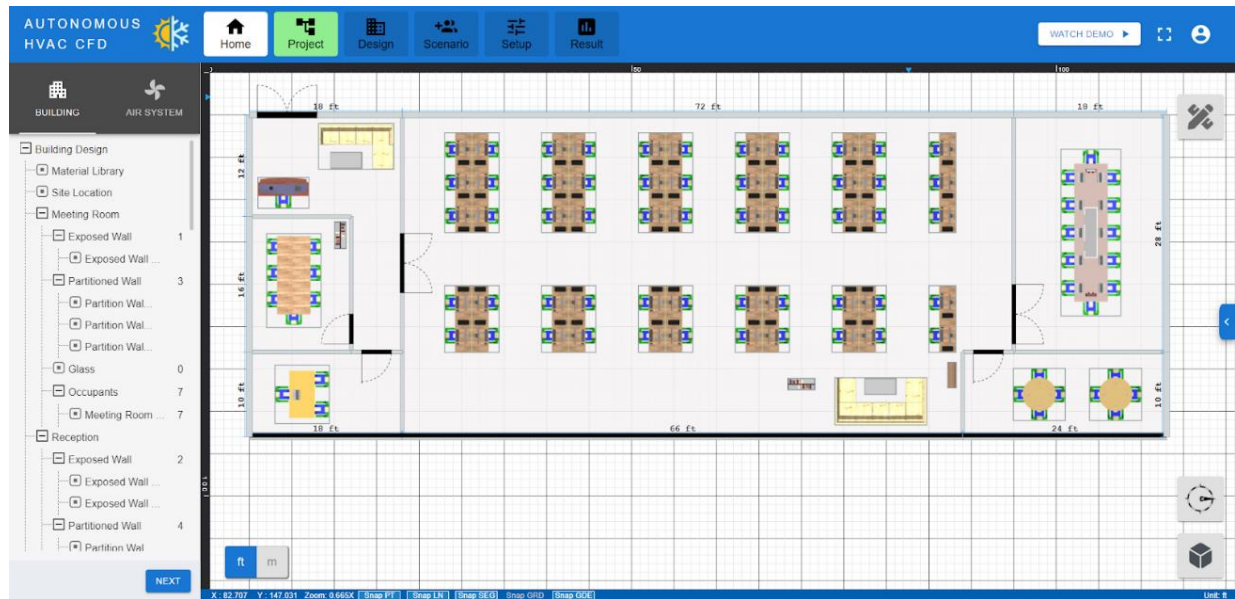 AUTONOMOUS
HVAC CFD
Home
Project
Design
Scenario
Setup
Result
WATCH DEMO
BUILDING
AIR SYSTEM
Building Design
Material Library
Site Location
Meeting Room
Exposed Wall 1
Exposed Wall ...
Partitioned Wall 3
Partition Wal...
Partition Wal...
Partition Wal...
Glass 0
Occupants 7
Meeting Room ... 7
Reception
Exposed Wall 2
Exposed Wall ...
Exposed Wall ...
Partitioned Wall 4
Partition Wal
NEXT
50
100
18 ft
72 ft
18 ft
12 ft
16 ft
10 ft
28 ft
10 ft
18 ft
66 ft
24 ft
100
ft
m
X : 82.707 Y : 147.031 Zoom: 0.665X Snap PT Snap LN Snap SEG Snap GRD Snap GDE
Unit: ft